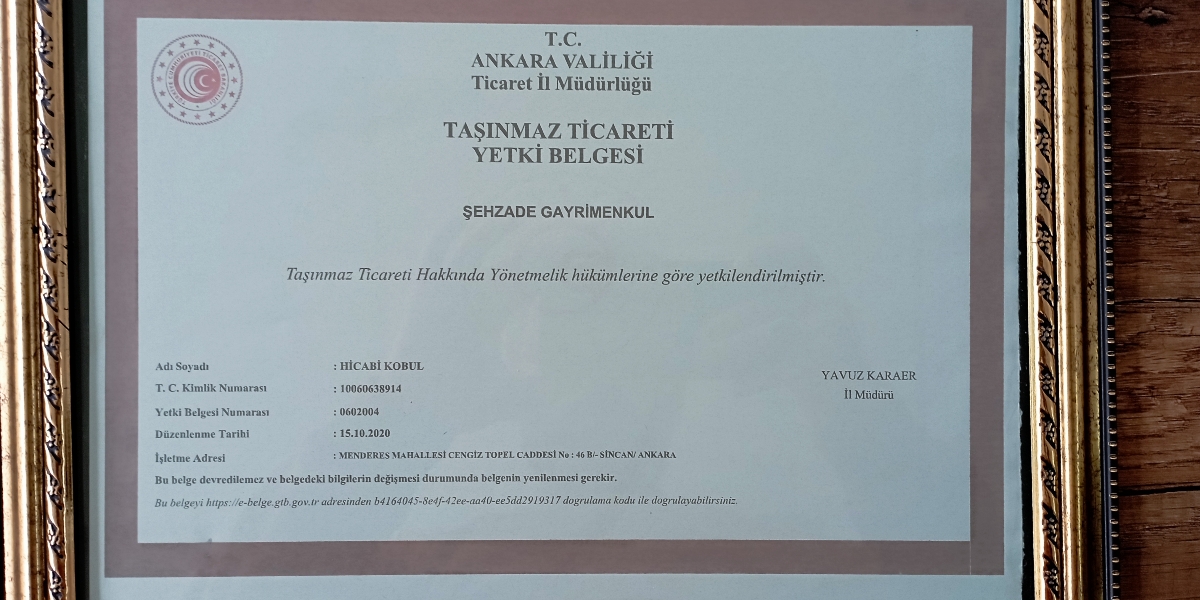 T.C.
ANKARA VALİLİĞİ
Ticaret İl Müdürlüğü
TAŞINMAZ TİCARETİ
YETKİ BELGESİ
ŞEHZADE GAYRİMENKUL
Taşınmaz Ticareti Hakkında Yönetmelik hükümlerine göre yetkilendirilmiştir.
Adı Soyadı : HİCABİ KOBUL
T. C. Kimlik Numarası : 10060638914
Yetki Belgesi Numarası : 0602004
Düzenlenme Tarihi : 15.10.2020
İşletme Adresi : MENDERES MAHALLESİ CENGİZ TOPEL CADDESİ No : 46 B/- SİNCAN/ ANKARA
YAVUZ KARAER
İl Müdürü
Bu belge devredilemez ve belgedeki bilgilerin değişmesi durumunda belgenin yenilenmesi gerekir.
Bu belgeyi https://e-belge.gtb.gov.tr adresinden b4164045-8e4f-42ee-aa40-ee5dd2919317 dogrulama kodu ile dogrulayabilirsiniz.